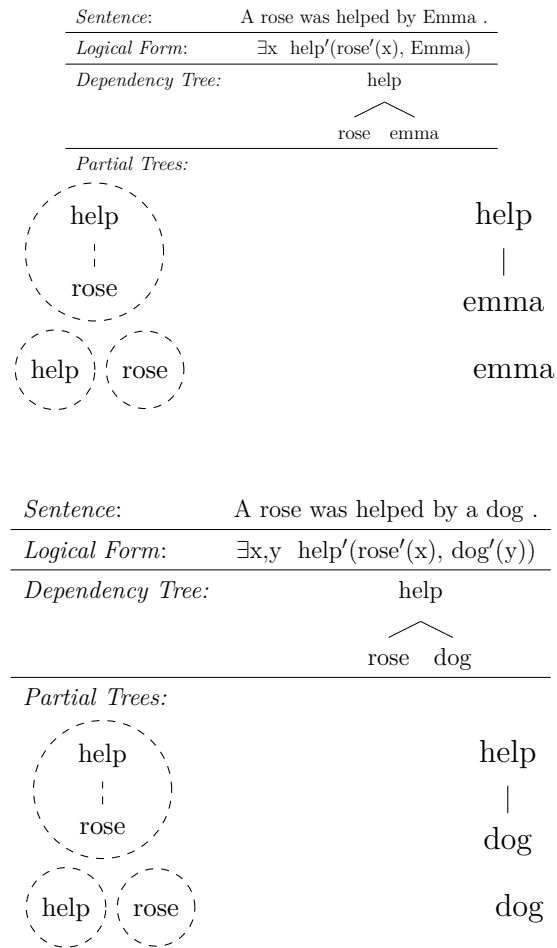 Sentence: A rose was helped by Emma .
Logical Form: ∃x help′(rose′(x), Emma)
Dependency Tree: help
rose emma
Partial Trees:
help help
rose emma
help rose emma
Sentence: A rose was helped by a dog .
Logical Form: ∃x,y help′(rose′(x), dog′(y))
Dependency Tree: help
rose dog
Partial Trees:
help help
rose dog
help rose dog